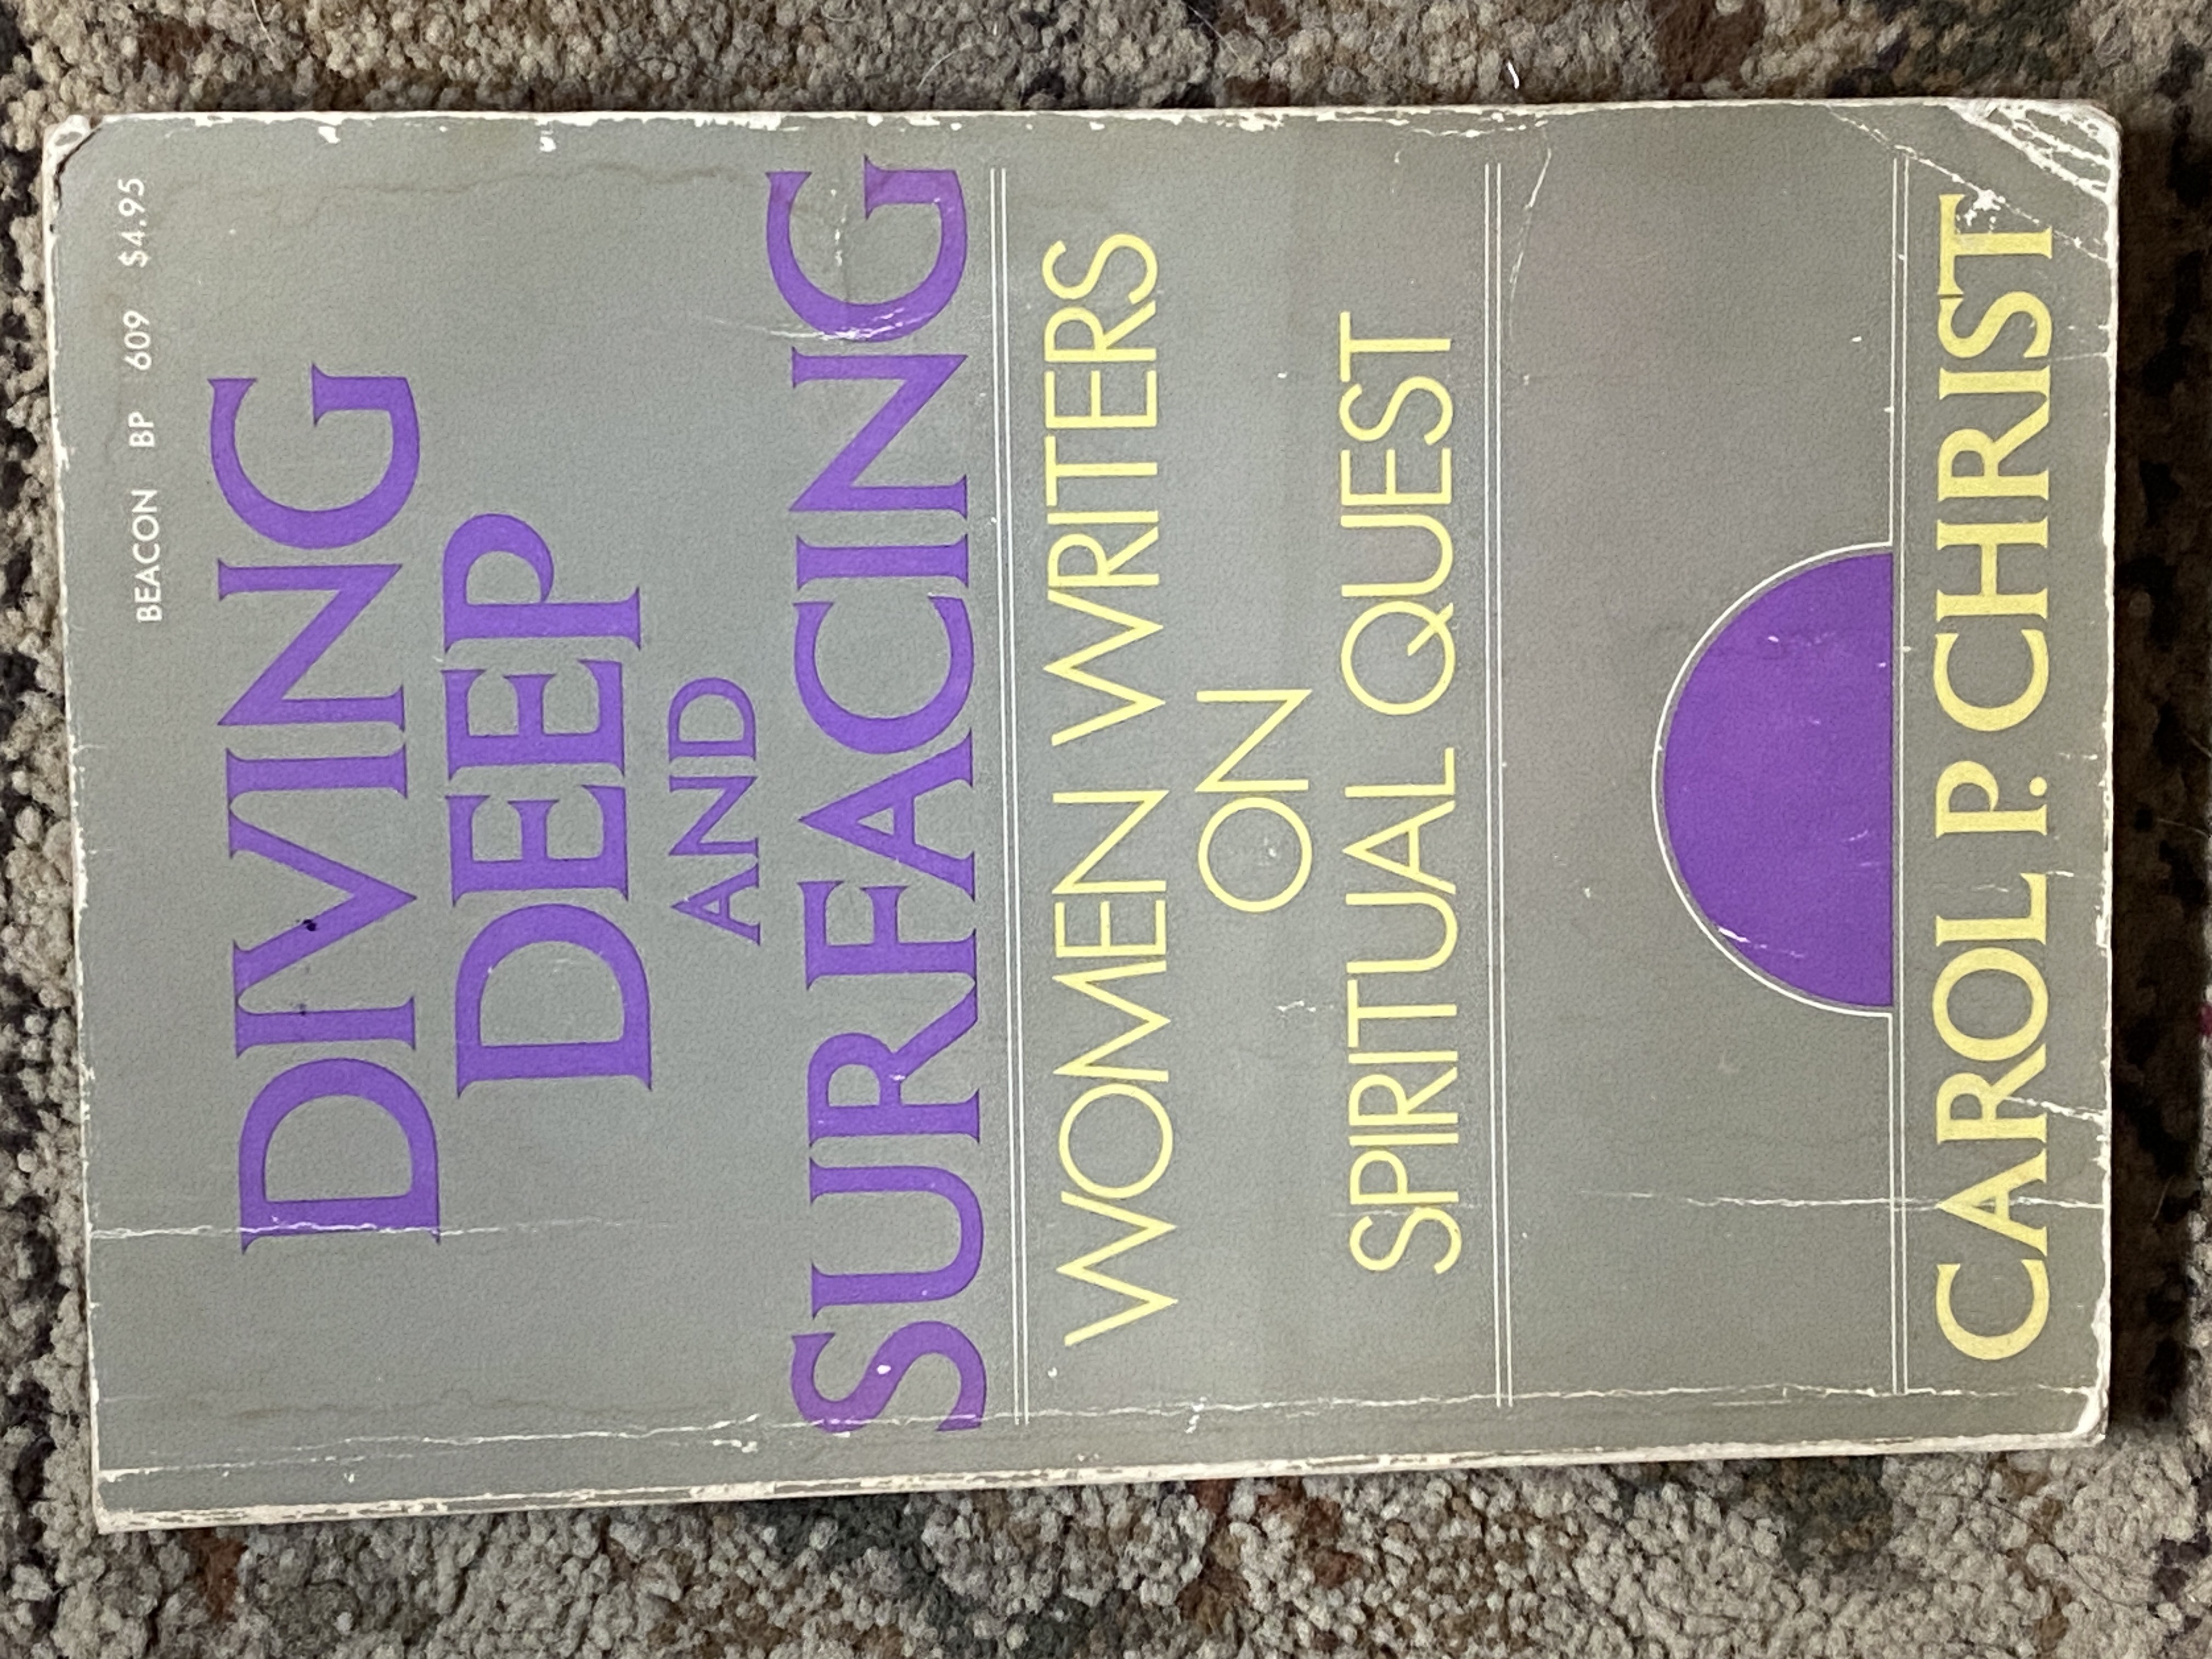 BEACON BP 609 $4.95
DIVING
DEEP
AND
SURFACING
WOMEN WRITERS
ON
SPIRITUAL QUEST
CAROL P. CHRIST